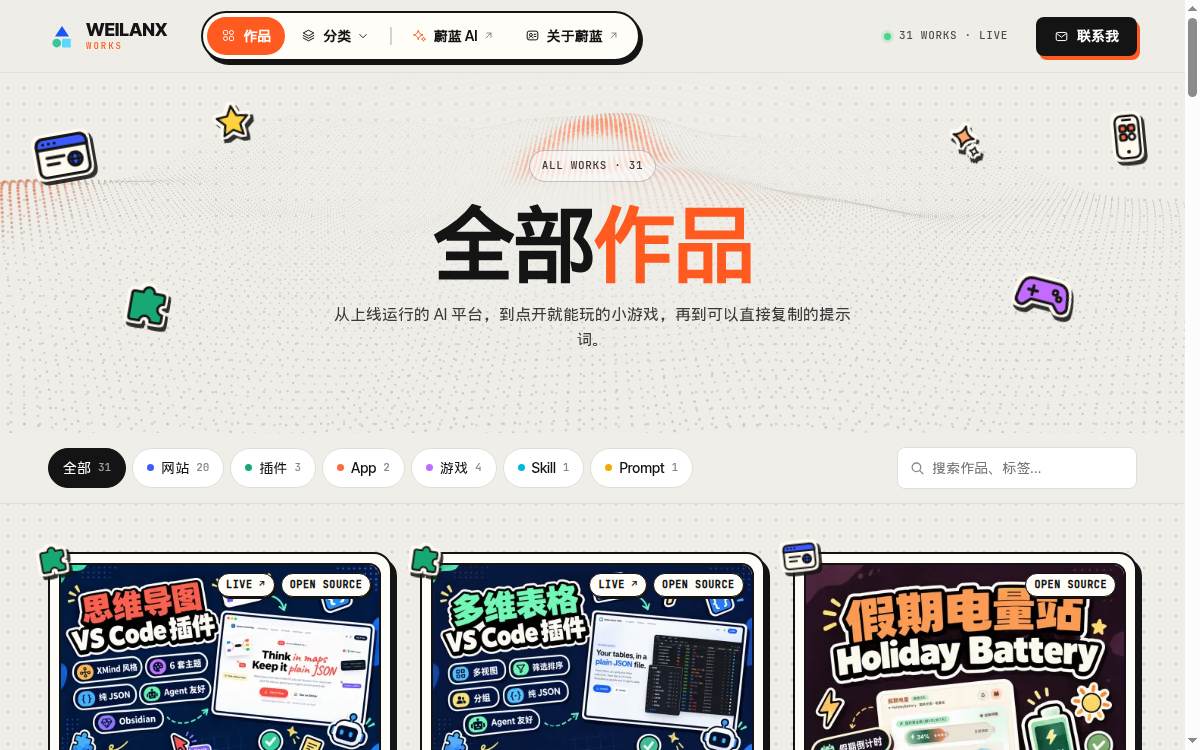 WEILANX
WORKS
作品
分类
蔚蓝 AI ↗
关于蔚蓝 ↗
31 WORKS · LIVE
联系我
ALL WORKS · 31
全部作品
从上线运行的 AI 平台，到点开就能玩的小游戏，再到可以直接复制的提示
词。
全部 31
网站 20
插件 3
App 2
游戏 4
Skill 1
Prompt 1
搜索作品、标签...
LIVE ↗
OPEN SOURCE
思维导图
VS Code 插件
XMind 风格
6 套主题
纯 JSON
Agent 友好
Obsidian
Think in maps
Keep it plain JSON
LIVE ↗
OPEN SOURCE
多维表格
VS Code 插件
多视图
筛选排序
分组
纯 JSON
Agent 友好
Your tables, in a
plain JSON file.
OPEN SOURCE
假期电量站
Holiday Battery
假期倒计时
34%